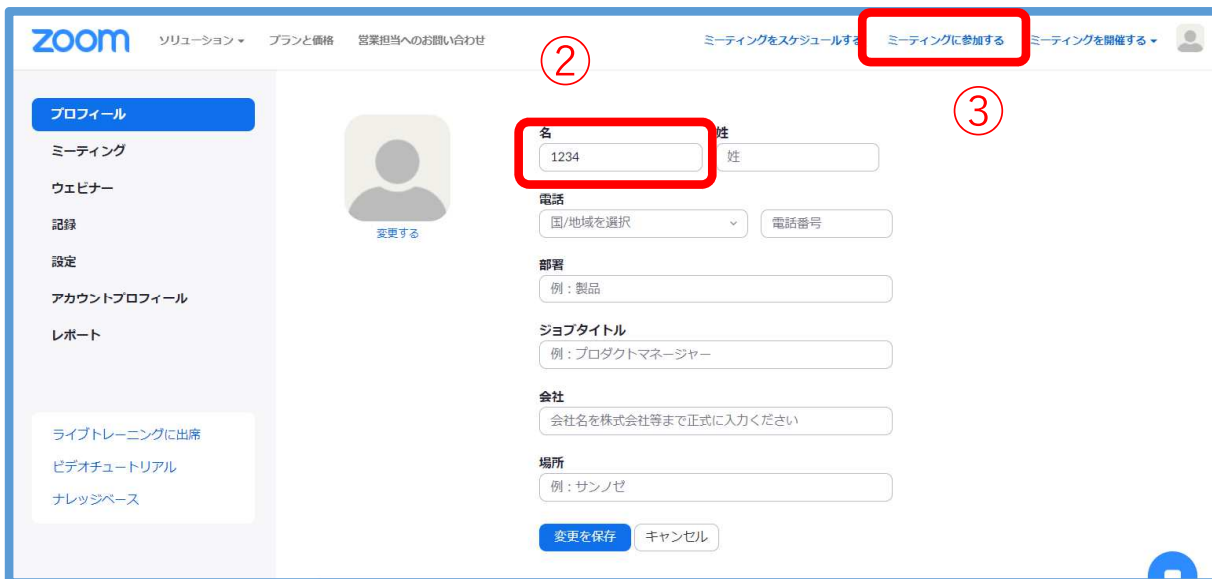 zoom ソリューション プランと価格 営業担当へのお問い合わせ ミーティングをスケジュールする ミーティングに参加する ミーティングを開催する
②
③
プロフィール
ミーティング
ウェビナー
記録
設定
アカウントプロフィール
レポート
ライブトレーニングに出席
ビデオチュートリアル
ナレッジベース
変更する
名 姓
1234 姓
電話
国/地域を選択 電話番号
部署
例：製品
ジョブタイトル
例：プロダクトマネージャー
会社
会社名を株式会社等まで正式に入力ください
場所
例：サンノゼ
変更を保存 キャンセル